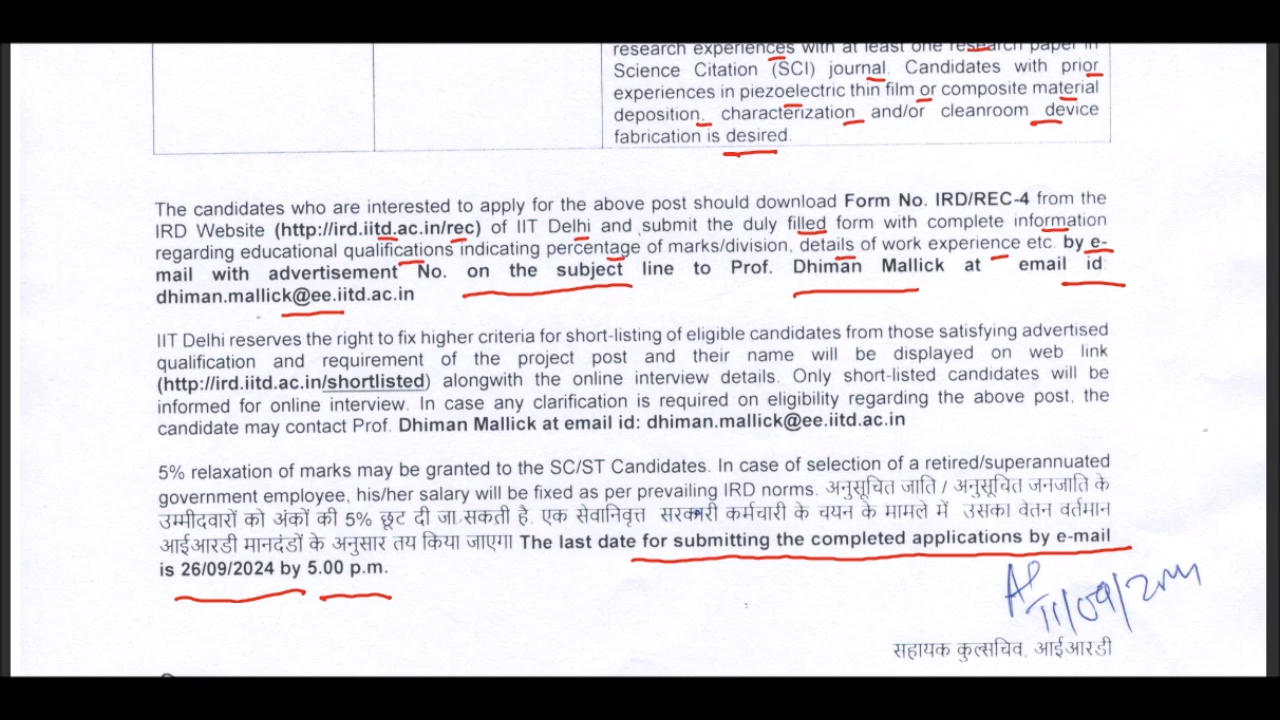 research experiences with at least one research paper in
Science Citation (SCI) journal. Candidates with prior
experiences in piezoelectric thin film or composite material
deposition, characterization and/or cleanroom device
fabrication is desired.
The candidates who are interested to apply for the above post should download Form No. IRD/REC-4 from the
IRD Website (http://ird.iitd.ac.in/rec) of IIT Delhi and submit the duly filled form with complete information
regarding educational qualifications indicating percentage of marks/division, details of work experience etc. by e-
mail with advertisement No. on the subject line to Prof. Dhiman Mallick at email id:
dhiman.mallick@ee.iitd.ac.in
IIT Delhi reserves the right to fix higher criteria for short-listing of eligible candidates from those satisfying advertised
qualification and requirement of the project post and their name will be displayed on web link
(http://ird.iitd.ac.in/shortlisted) alongwith the online interview details. Only short-listed candidates will be
informed for online interview. In case any clarification is required on eligibility regarding the above post, the
candidate may contact Prof. Dhiman Mallick at email id: dhiman.mallick@ee.iitd.ac.in
5% relaxation of marks may be granted to the SC/ST Candidates. In case of selection of a retired/superannuated
government employee, his/her salary will be fixed as per prevailing IRD norms. अनुसूचित जाति / अनुसूचित जनजाति के
उम्मीदवारों को अंकों की 5% छूट दी जा सकती है. एक सेवानिवृत्त सरकारी कर्मचारी के चयन के मामले में उसका वेतन वर्तमान
आईआरडी मानदंडों के अनुसार तय किया जाएगा The last date for submitting the completed applications by e-mail
is 26/09/2024 by 5.00 p.m.
11/09/2024
सहायक कुल्सचिव, आईआरडी